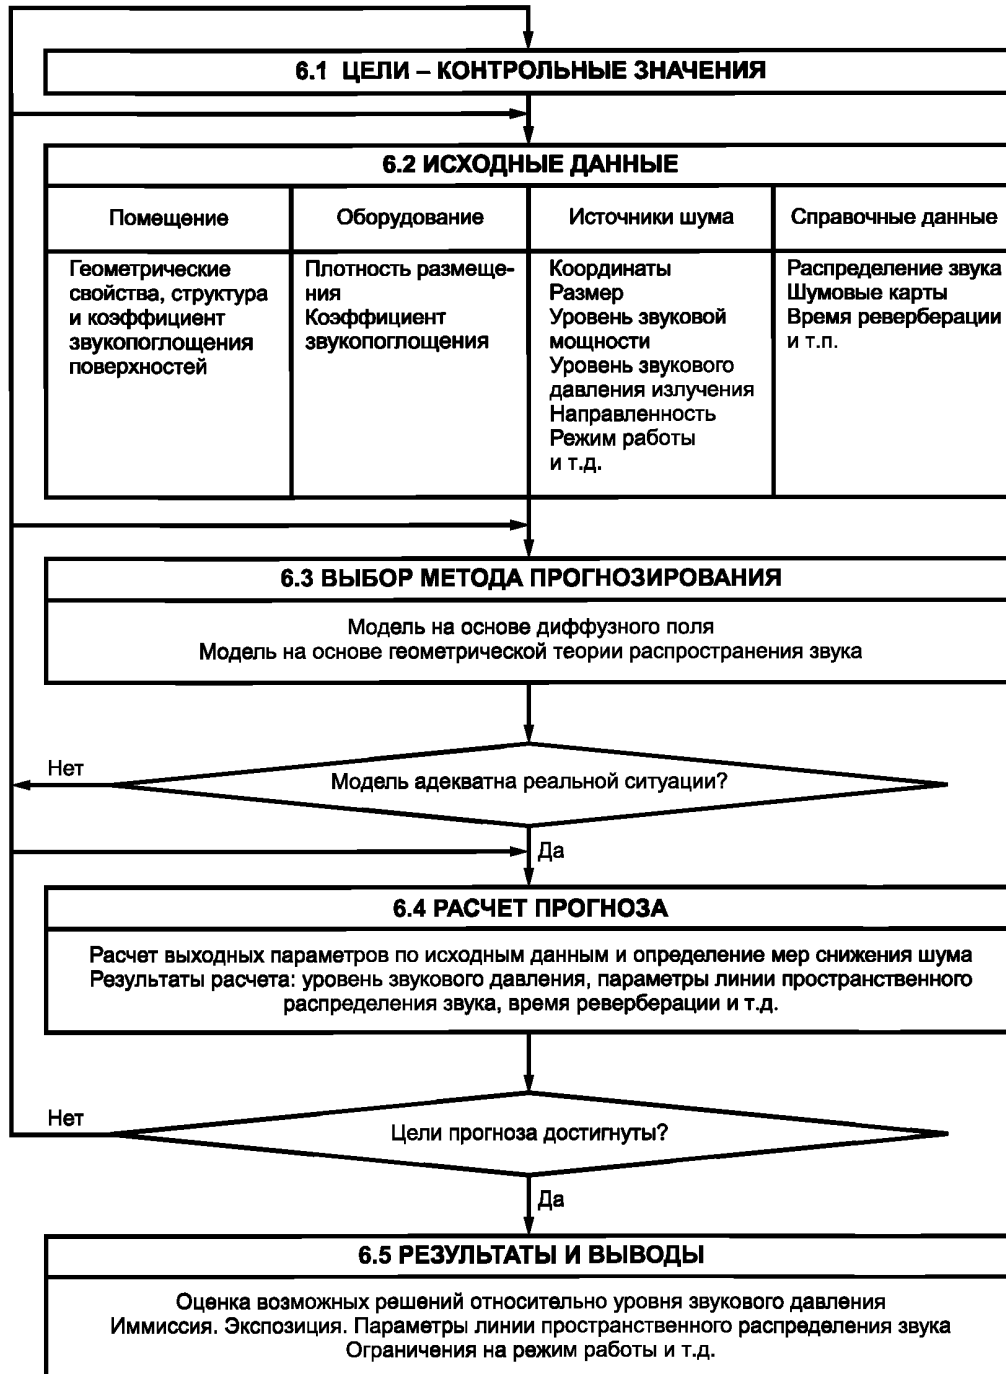 6.1 ЦЕЛИ – КОНТРОЛЬНЫЕ ЗНАЧЕНИЯ
6.2 ИСХОДНЫЕ ДАННЫЕ
Помещение
Оборудование
Источники шума
Справочные данные
Геометрические
свойства, структура
и коэффициент
звукопоглощения
поверхностей
Плотность размеще-
ния
Коэффициент
звукопоглощения
Координаты
Размер
Уровень звуковой
мощности
Уровень звукового
давления излучения
Направленность
Режим работы
и т.д.
Распределение звука
Шумовые карты
Время реверберации
и т.п.
6.3 ВЫБОР МЕТОДА ПРОГНОЗИРОВАНИЯ
Модель на основе диффузного поля
Модель на основе геометрической теории распространения звука
Нет
Модель адекватна реальной ситуации?
Да
6.4 РАСЧЕТ ПРОГНОЗА
Расчет выходных параметров по исходным данным и определение мер снижения шума
Результаты расчета: уровень звукового давления, параметры линии пространственного
распределения звука, время реверберации и т.д.
Нет
Цели прогноза достигнуты?
Да
6.5 РЕЗУЛЬТАТЫ И ВЫВОДЫ
Оценка возможных решений относительно уровня звукового давления
Иммиссия. Экспозиция. Параметры линии пространственного распределения звука
Ограничения на режим работы и т.д.